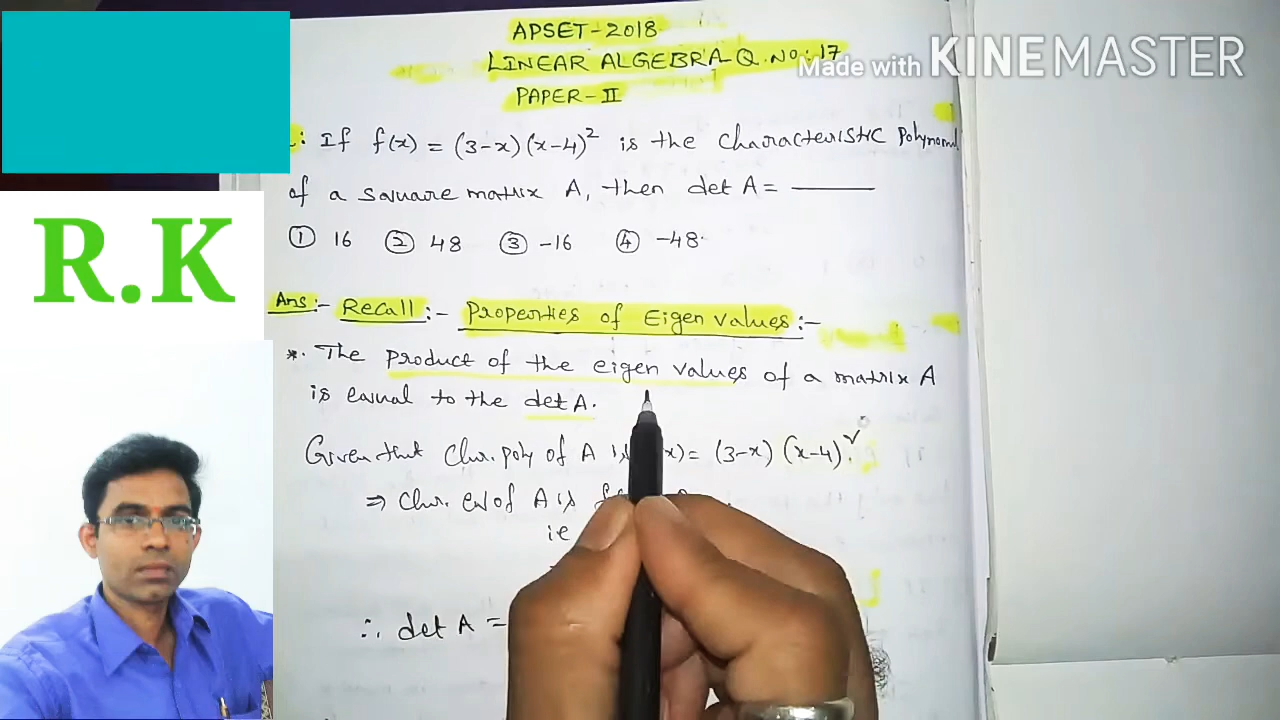 APSET-2018
LINEAR ALGEBRA-Q.NO:-17
PAPER-II
Made with KINEMASTER
: If f(x) = (3-x)(x-4)² is the characteristic polynomial
of a square matrix A, then det A = ———
① 16 ② 48 ③ -16 ④ -48.
R.K
Ans:- Recall:- Properties of Eigen values:-
*. The product of the eigen values of a matrix A
is equal to the det A.
Given that Chr. poly of A is (x) = (3-x) (x-4)².
⇒ Chr. of A is
ie
∴ det A =